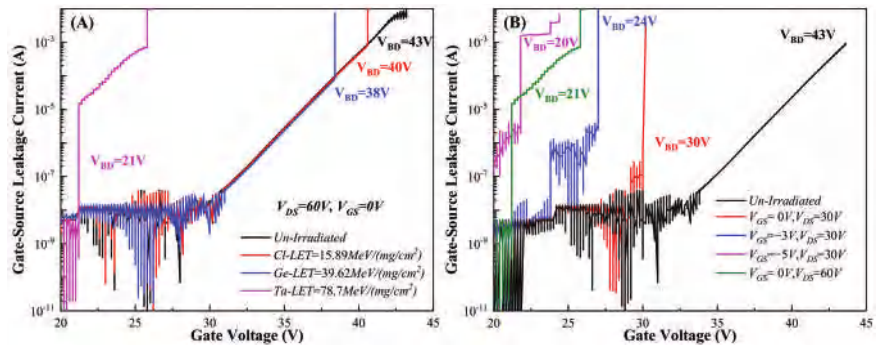 (A)
Gate-Source Leakage Current (A)
10⁻³
10⁻⁵
10⁻⁷
10⁻⁹
10⁻¹¹
V_BD=43V
V_BD=40V
V_BD=38V
V_BD=21V
V_DS=60V, V_GS=0V
Un-Irradiated
Cl-LET=15.89MeV/(mg/cm²)
Ge-LET=39.62MeV/(mg/cm²)
Ta-LET=78.7MeV/(mg/cm²)
20 25 30 35 40 45
Gate Voltage (V)
(B)
Gate-Source Leakage Current (A)
10⁻³
10⁻⁵
10⁻⁷
10⁻⁹
10⁻¹¹
V_BD=24V
V_BD=20V
V_BD=43V
V_BD=21V
V_BD=30V
Un-Irradiated
V_GS= 0V,V_DS=30V
V_GS=-3V,V_DS=30V
V_GS=-5V,V_DS=30V
V_GS= 0V,V_DS=60V
20 25 30 35 40 45
Gate Voltage (V)